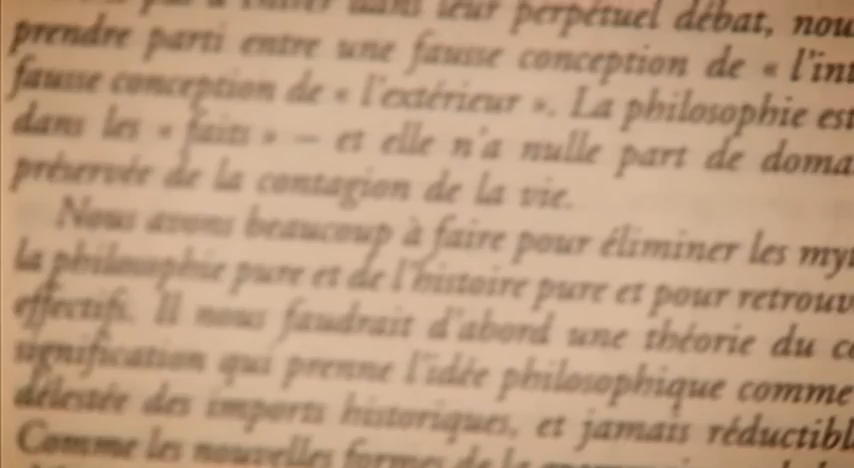 leur perpétuel débat, nou
prendre parti entre une fausse conception de « l'int
fausse conception de « l'extérieur ». La philosophie est
dans les « faits » – et elle n'a nulle part de doma
préservée de la contagion de la vie.
Nous avons beaucoup à faire pour éliminer les my
la philosophie pure et de l'histoire pure et pour retrouv
effectifs. Il nous faudrait d'abord une théorie du c
signification qui prenne l'idée philosophique comme
délestée des imports historiques, et jamais réductibl
Comme les nouvelles formes de la